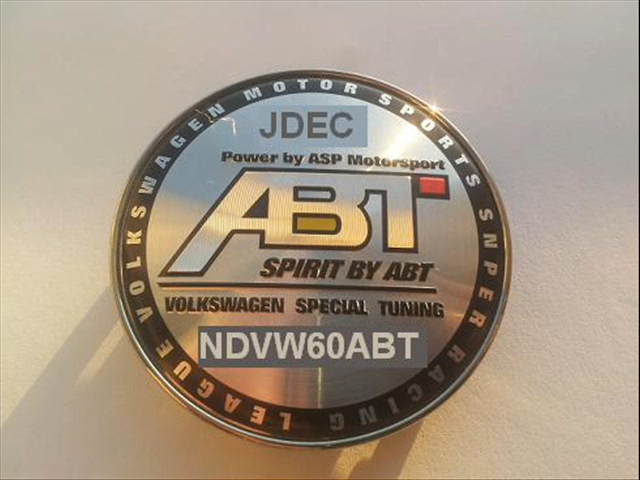 VOLKSWAGEN MOTOR SPORTS SNPER RACING LEAGUE
JDEC
Power by ASP Motorsport
ABT
SPIRIT BY ABT
VOLKSWAGEN SPECIAL TUNING
NDVW60ABT